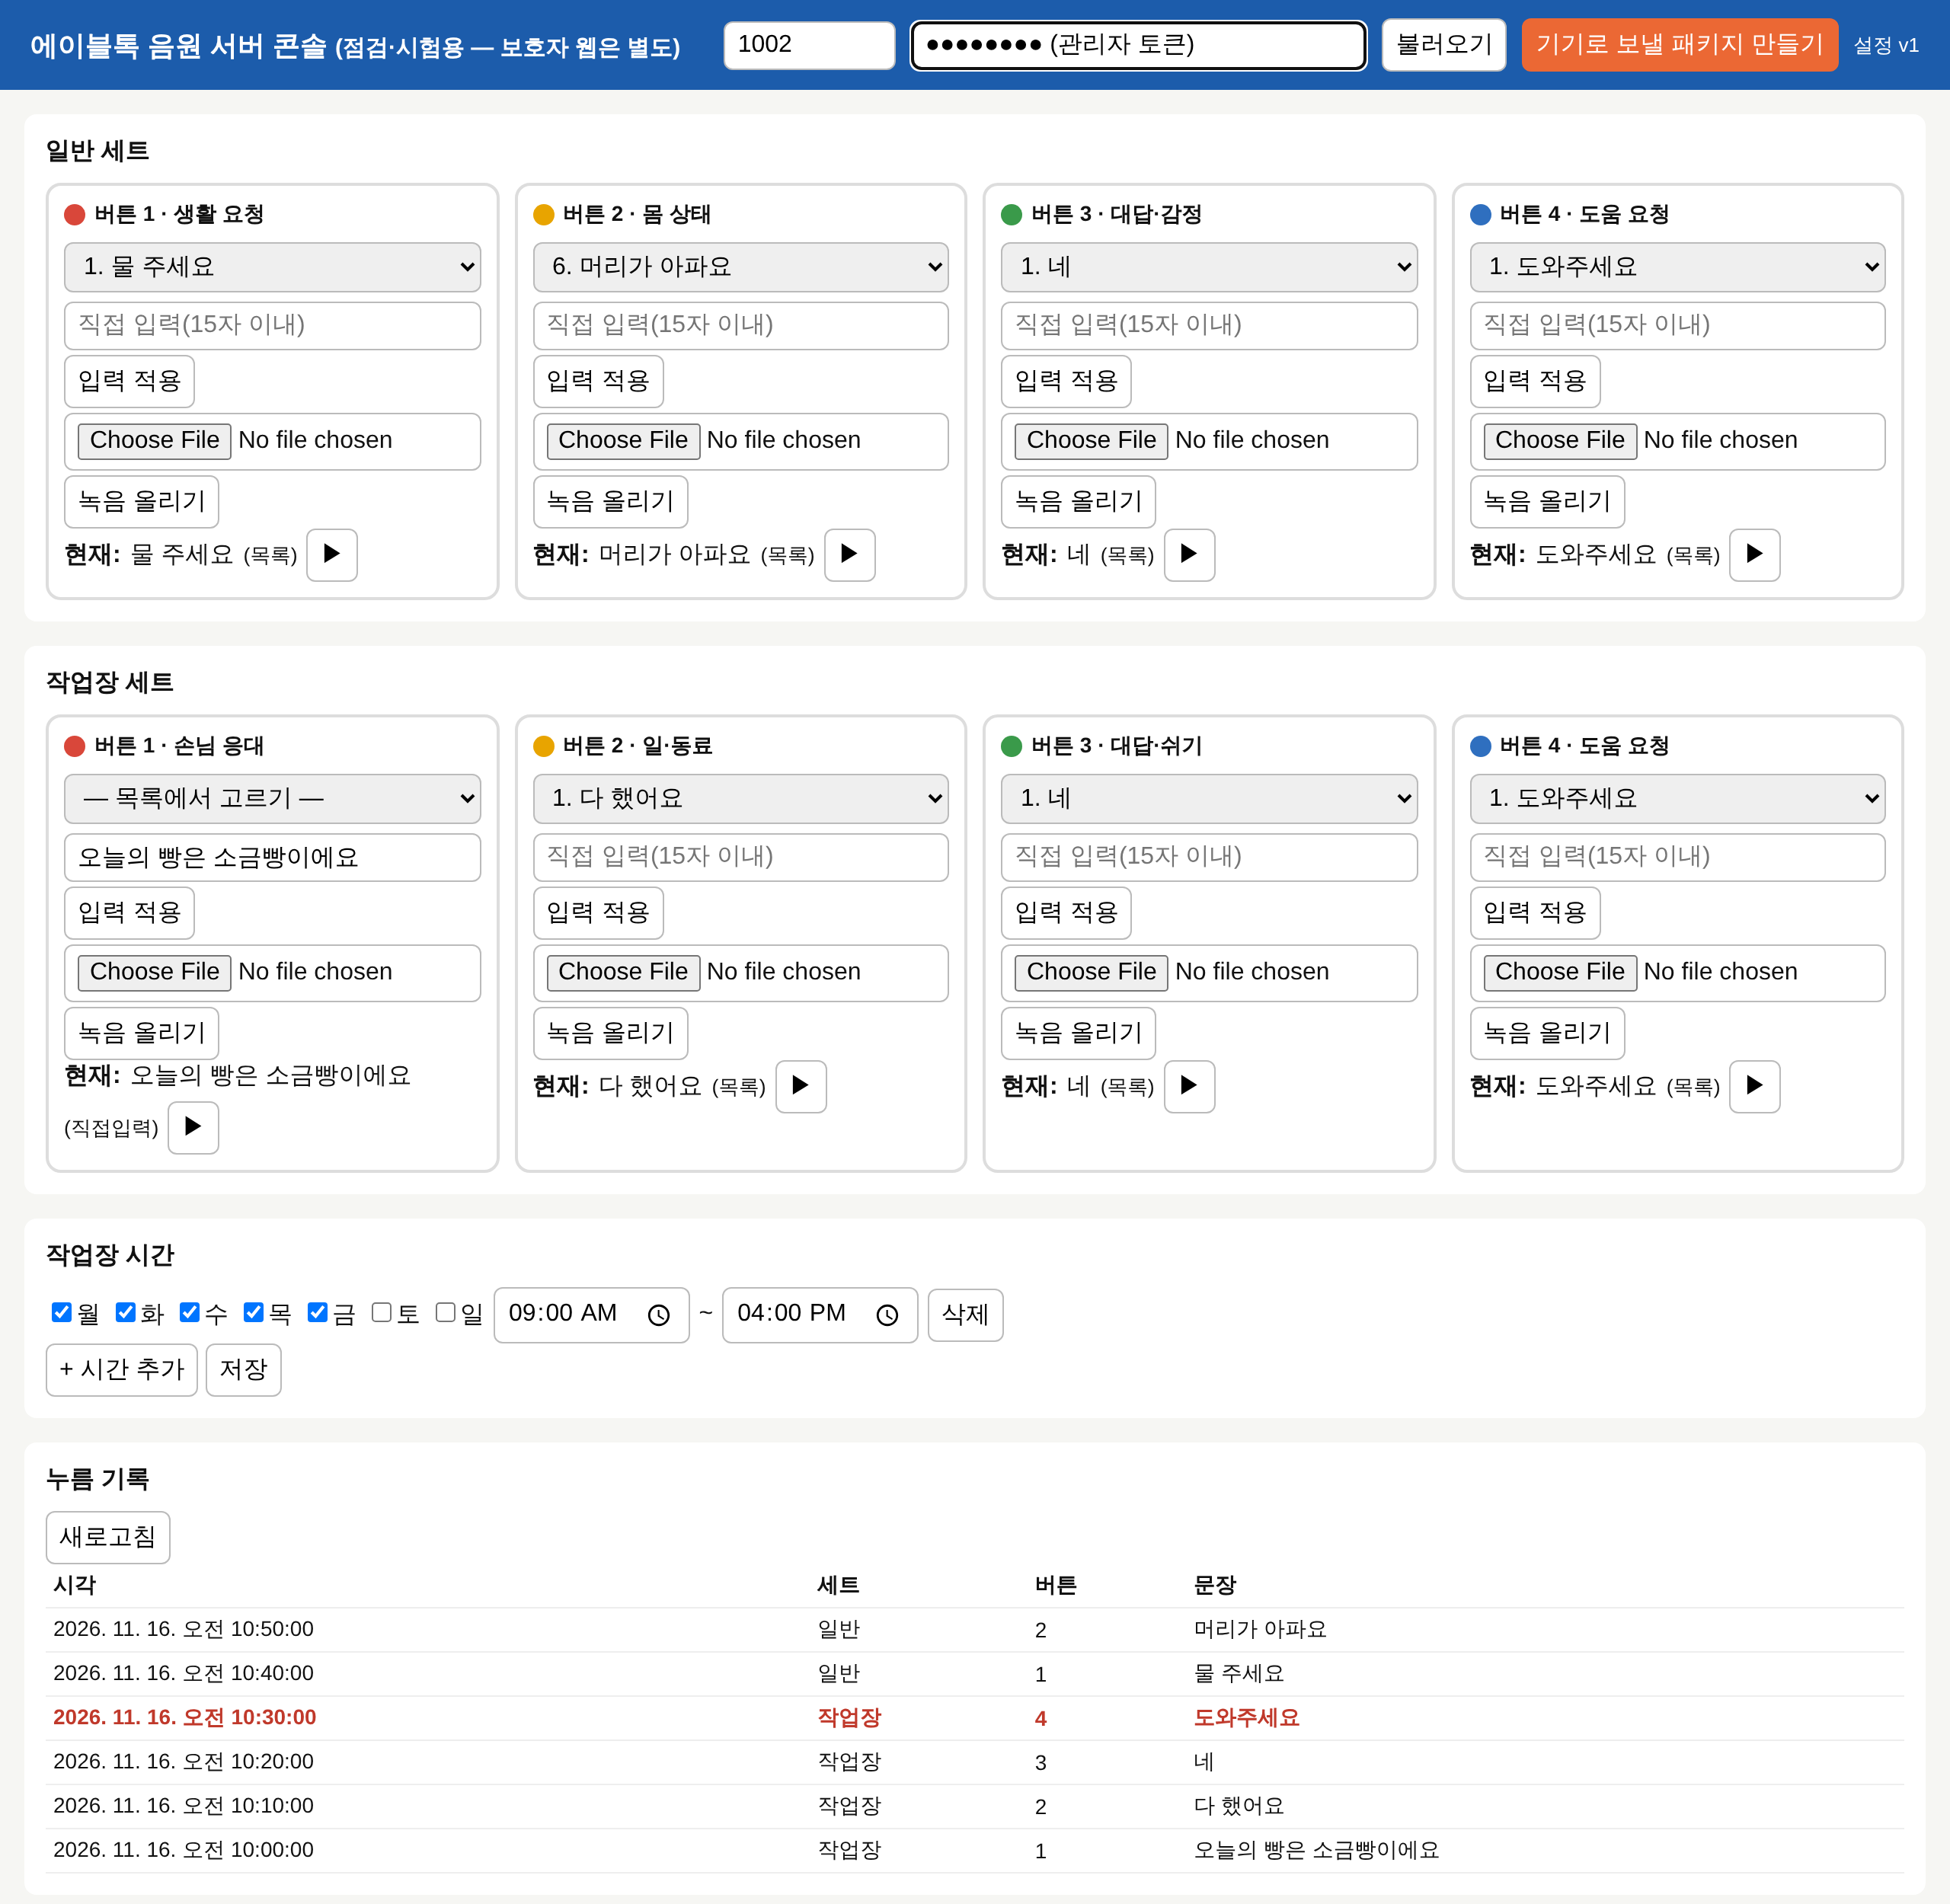 에이블톡 음원 서버 콘솔 (점검·시험용 — 보호자 웹은 별도) 1002 ●●●●●●●● (관리자 토큰) 불러오기 기기로 보낼 패키지 만들기 설정 v1
일반 세트
버튼 1 · 생활 요청
1. 물 주세요
직접 입력(15자 이내)
입력 적용
Choose File No file chosen
녹음 올리기
현재: 물 주세요 (목록) ▶
버튼 2 · 몸 상태
6. 머리가 아파요
직접 입력(15자 이내)
입력 적용
Choose File No file chosen
녹음 올리기
현재: 머리가 아파요 (목록) ▶
버튼 3 · 대답·감정
1. 네
직접 입력(15자 이내)
입력 적용
Choose File No file chosen
녹음 올리기
현재: 네 (목록) ▶
버튼 4 · 도움 요청
1. 도와주세요
직접 입력(15자 이내)
입력 적용
Choose File No file chosen
녹음 올리기
현재: 도와주세요 (목록) ▶
작업장 세트
버튼 1 · 손님 응대
— 목록에서 고르기 —
오늘의 빵은 소금빵이에요
입력 적용
Choose File No file chosen
녹음 올리기
현재: 오늘의 빵은 소금빵이에요
(직접입력) ▶
버튼 2 · 일·동료
1. 다 했어요
직접 입력(15자 이내)
입력 적용
Choose File No file chosen
녹음 올리기
현재: 다 했어요 (목록) ▶
버튼 3 · 대답·쉬기
1. 네
직접 입력(15자 이내)
입력 적용
Choose File No file chosen
녹음 올리기
현재: 네 (목록) ▶
버튼 4 · 도움 요청
1. 도와주세요
직접 입력(15자 이내)
입력 적용
Choose File No file chosen
녹음 올리기
현재: 도와주세요 (목록) ▶
작업장 시간
월 화 수 목 금 토 일 09:00 AM ~ 04:00 PM 삭제
+ 시간 추가 저장
누름 기록
새로고침
시각 세트 버튼 문장
2026. 11. 16. 오전 10:50:00 일반 2 머리가 아파요
2026. 11. 16. 오전 10:40:00 일반 1 물 주세요
2026. 11. 16. 오전 10:30:00 작업장 4 도와주세요
2026. 11. 16. 오전 10:20:00 작업장 3 네
2026. 11. 16. 오전 10:10:00 작업장 2 다 했어요
2026. 11. 16. 오전 10:00:00 작업장 1 오늘의 빵은 소금빵이에요